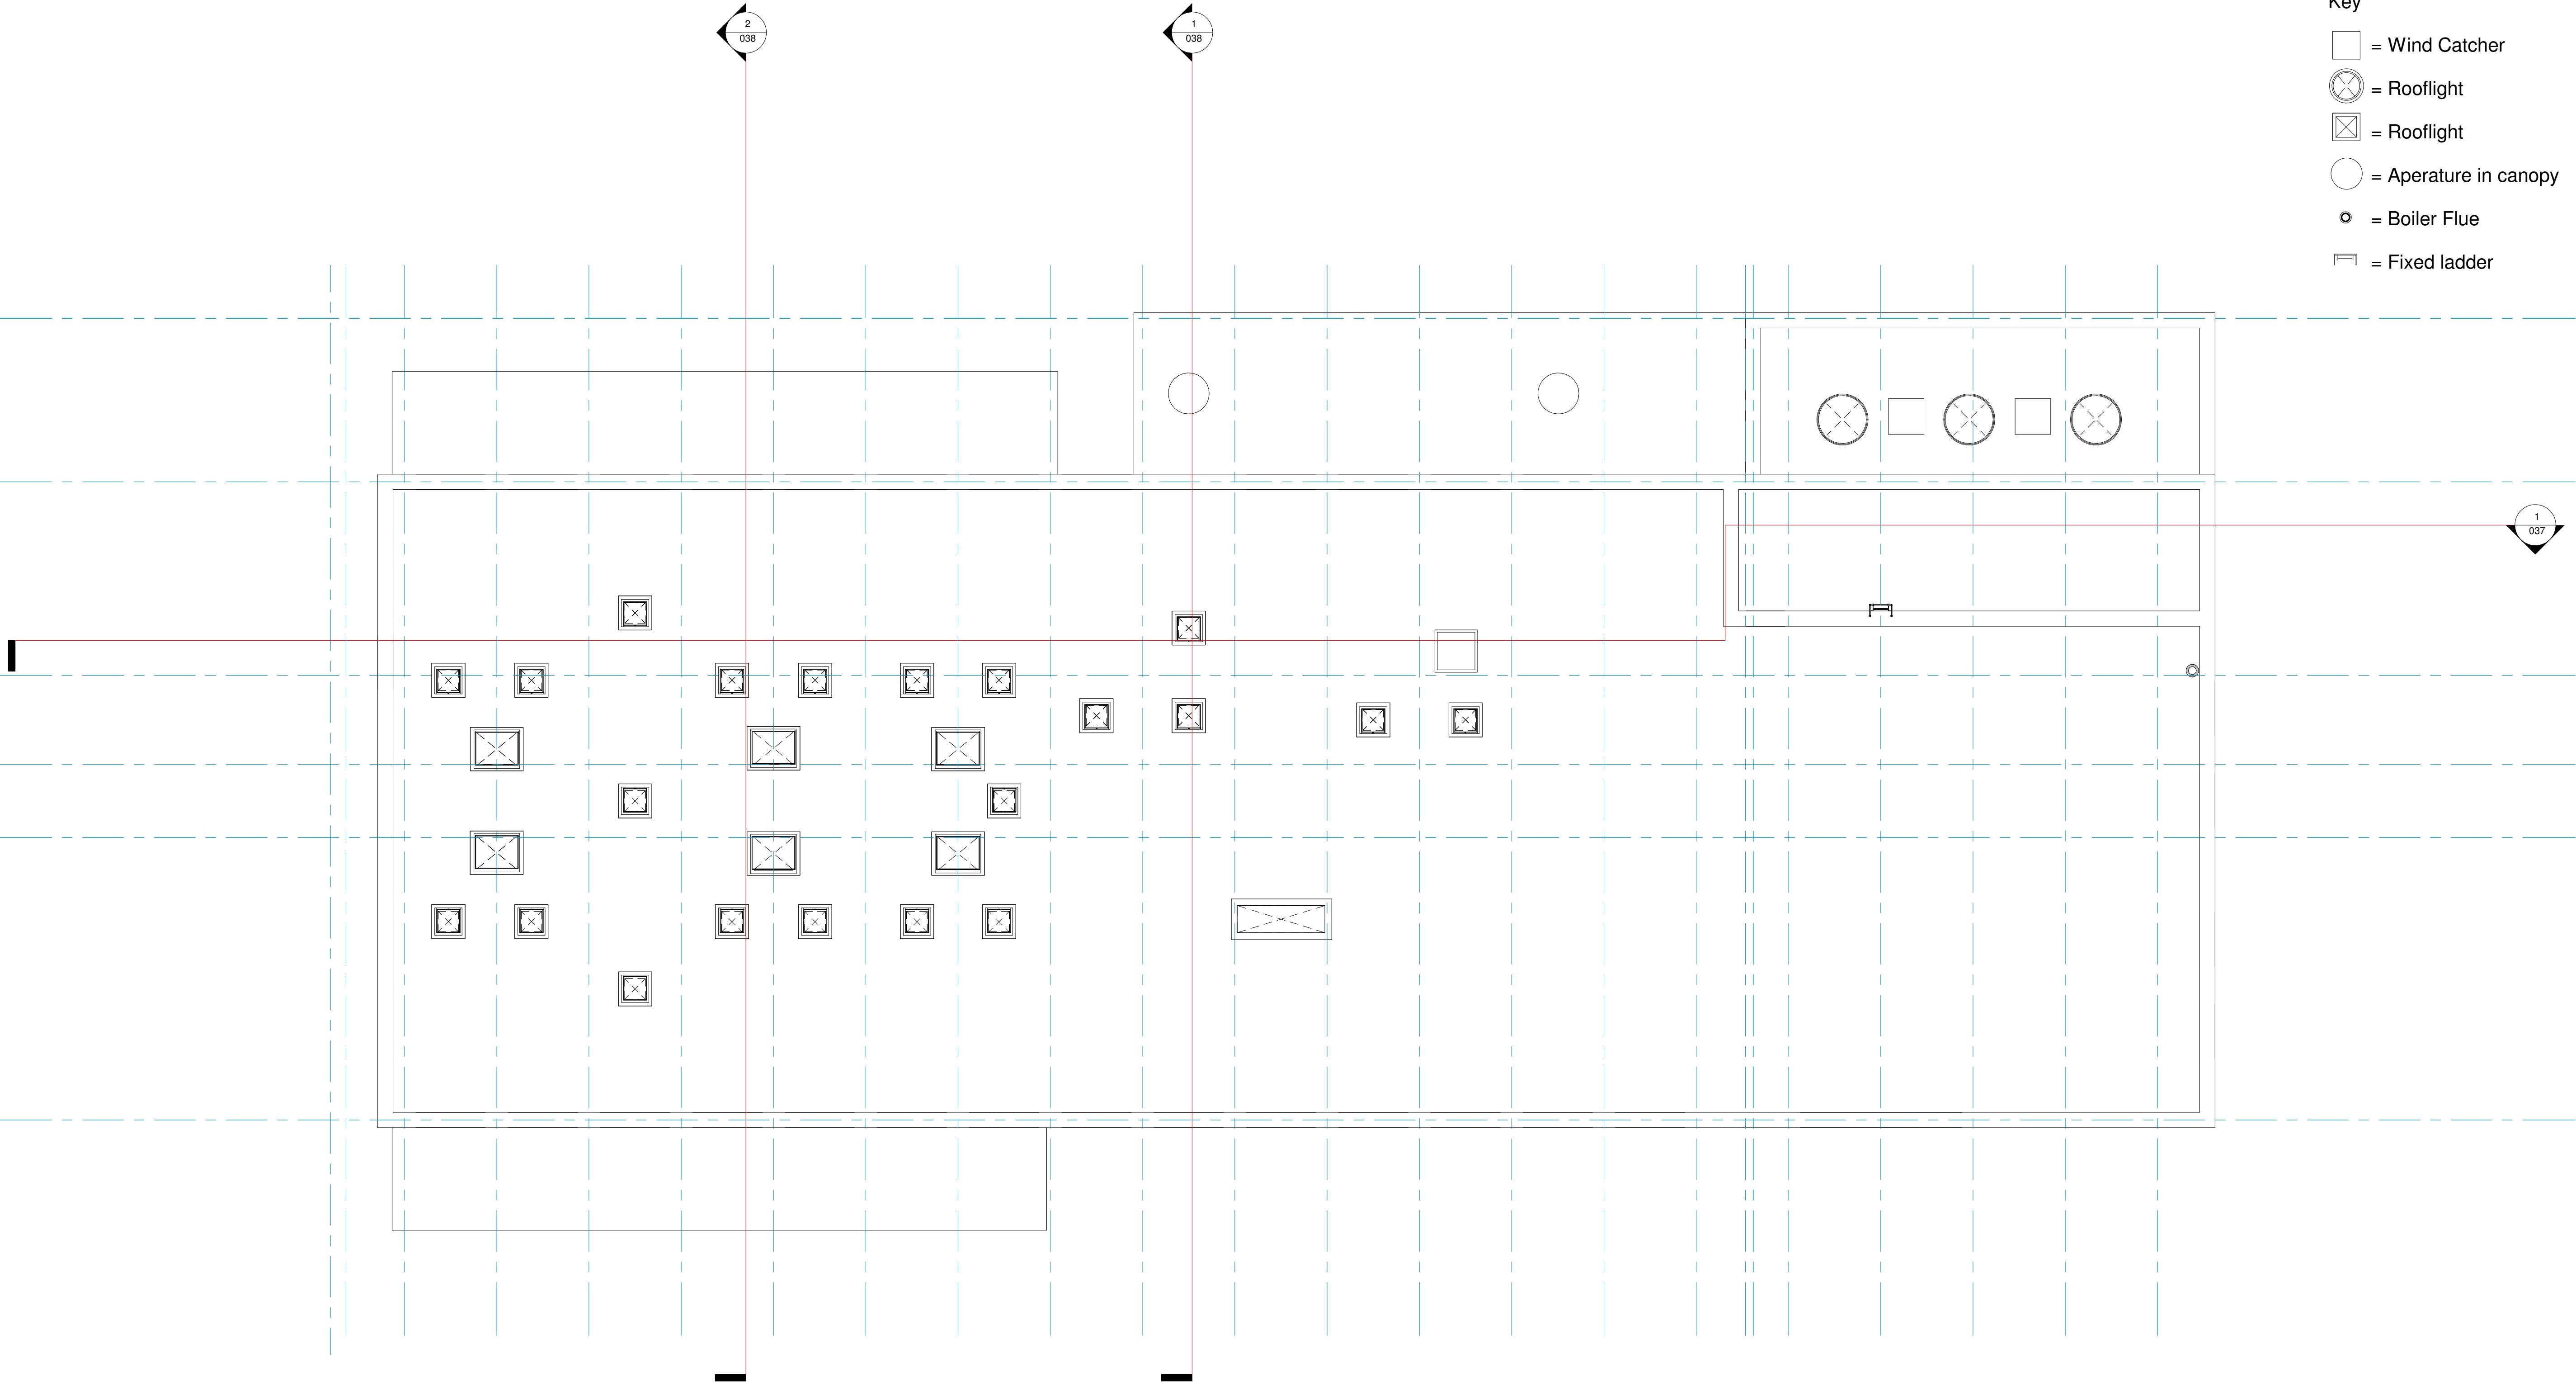 2
038
1
038
Key
= Wind Catcher
= Rooflight
= Rooflight
= Aperature in canopy
= Boiler Flue
= Fixed ladder
1
037